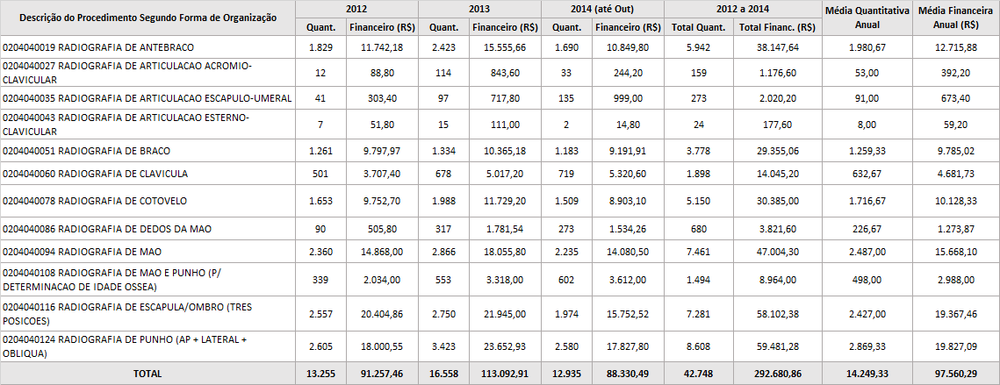 Descrição do Procedimento Segundo Forma de Organização 2012 2013 2014 (até Out) 2012 a 2014 Média Quantitativa Anual Média Financeira Anual (R$)
Quant. Financeiro (R$) Quant. Financeiro (R$) Quant. Financeiro (R$) Total Quant. Total Financ. (R$)
0204040019 RADIOGRAFIA DE ANTEBRACO 1.829 11.742,18 2.423 15.555,66 1.690 10.849,80 5.942 38.147,64 1.980,67 12.715,88
0204040027 RADIOGRAFIA DE ARTICULACAO ACROMIO-
CLAVICULAR 12 88,80 114 843,60 33 244,20 159 1.176,60 53,00 392,20
0204040035 RADIOGRAFIA DE ARTICULACAO ESCAPULO-UMERAL 41 303,40 97 717,80 135 999,00 273 2.020,20 91,00 673,40
0204040043 RADIOGRAFIA DE ARTICULACAO ESTERNO-
CLAVICULAR 7 51,80 15 111,00 2 14,80 24 177,60 8,00 59,20
0204040051 RADIOGRAFIA DE BRACO 1.261 9.797,97 1.334 10.365,18 1.183 9.191,91 3.778 29.355,06 1.259,33 9.785,02
0204040060 RADIOGRAFIA DE CLAVICULA 501 3.707,40 678 5.017,20 719 5.320,60 1.898 14.045,20 632,67 4.681,73
0204040078 RADIOGRAFIA DE COTOVELO 1.653 9.752,70 1.988 11.729,20 1.509 8.903,10 5.150 30.385,00 1.716,67 10.128,33
0204040086 RADIOGRAFIA DE DEDOS DA MAO 90 505,80 317 1.781,54 273 1.534,26 680 3.821,60 226,67 1.273,87
0204040094 RADIOGRAFIA DE MAO 2.360 14.868,00 2.866 18.055,80 2.235 14.080,50 7.461 47.004,30 2.487,00 15.668,10
0204040108 RADIOGRAFIA DE MAO E PUNHO (P/
DETERMINACAO DE IDADE OSSEA) 339 2.034,00 553 3.318,00 602 3.612,00 1.494 8.964,00 498,00 2.988,00
0204040116 RADIOGRAFIA DE ESCAPULA/OMBRO (TRES
POSICOES) 2.557 20.404,86 2.750 21.945,00 1.974 15.752,52 7.281 58.102,38 2.427,00 19.367,46
0204040124 RADIOGRAFIA DE PUNHO (AP + LATERAL +
OBLIQUA) 2.605 18.000,55 3.423 23.652,93 2.580 17.827,80 8.608 59.481,28 2.869,33 19.827,09
TOTAL 13.255 91.257,46 16.558 113.092,91 12.935 88.330,49 42.748 292.680,86 14.249,33 97.560,29